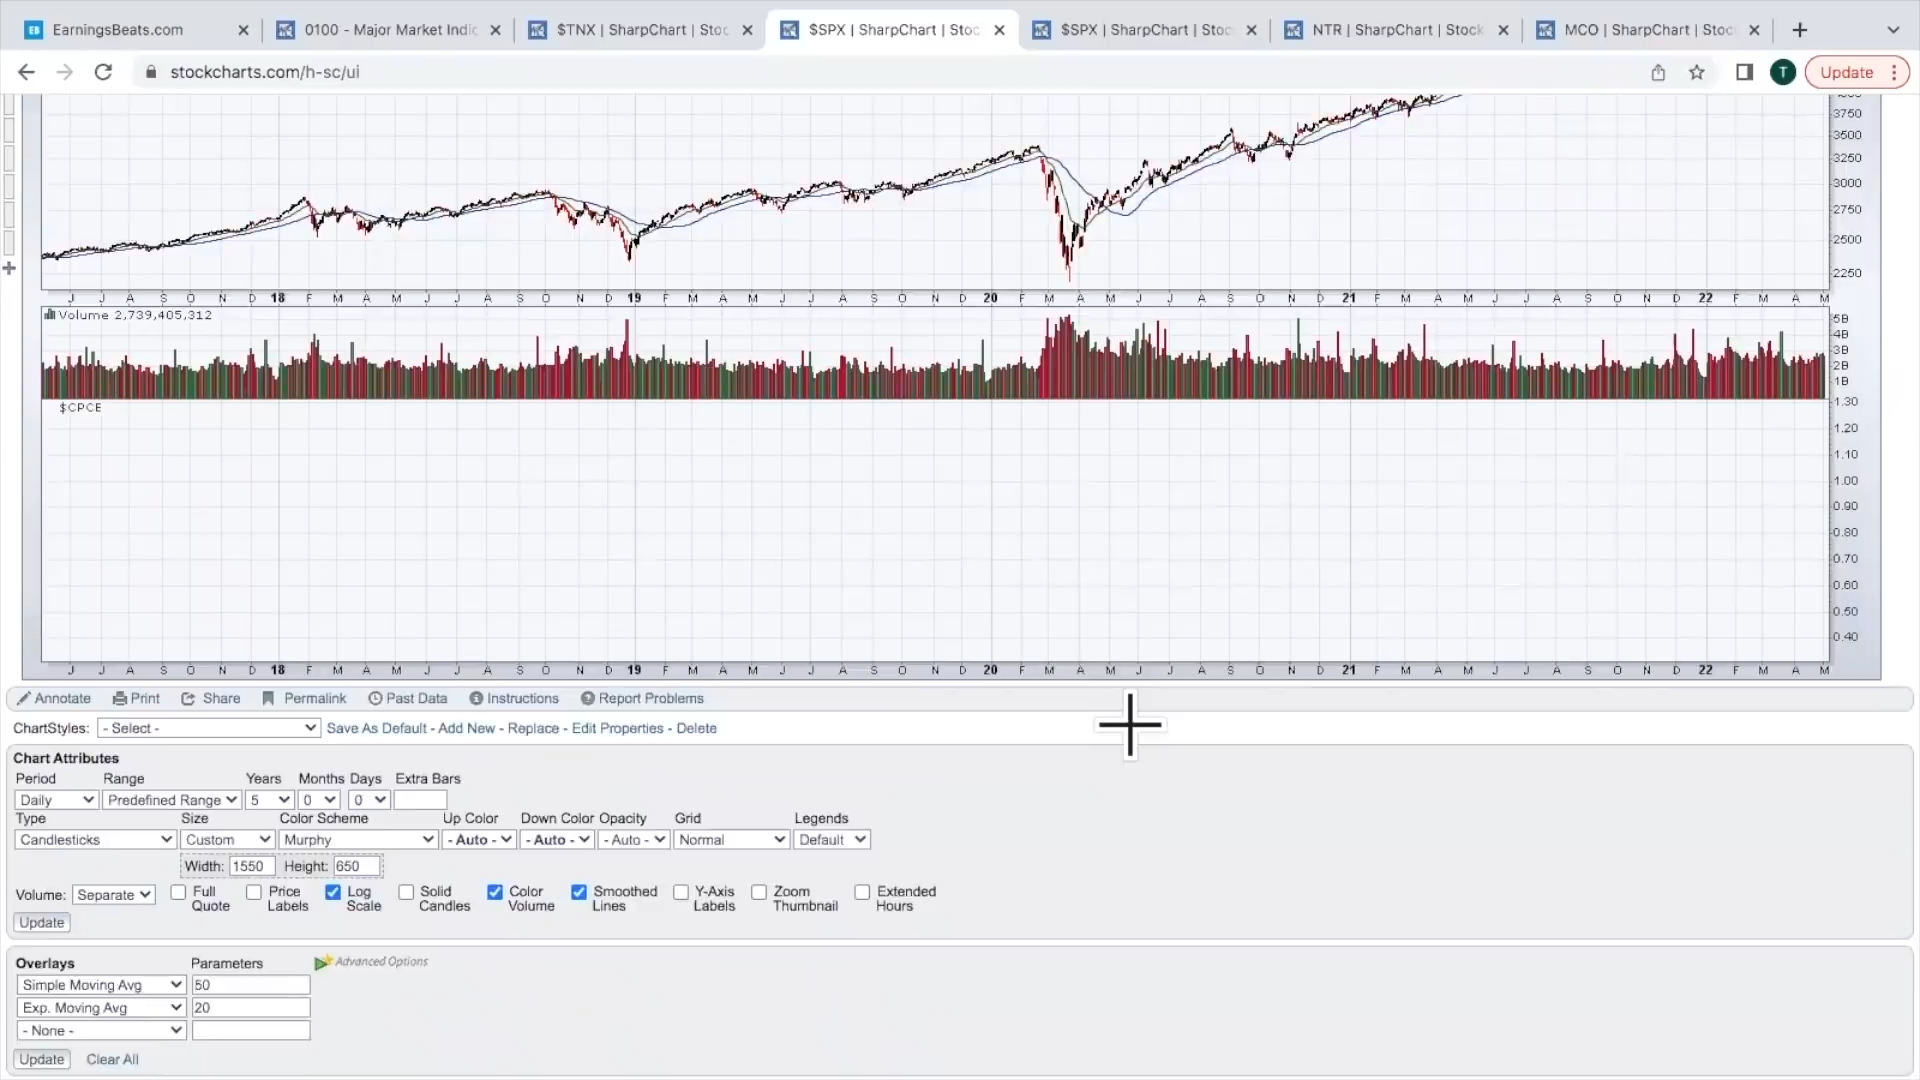 EarningsBeats.com
0100 - Major Market Indic
$TNX | SharpChart | Stoc
$SPX | SharpChart | Stoc
$SPX | SharpChart | Stoc
NTR | SharpChart | Stock
MCO | SharpChart | Stoc
stockcharts.com/h-sc/ui
T
Update
3750
3500
3250
3000
2750
2500
2250
J J A S O N D 18 F M A M J J A S O N D 19 F M A M J J A S O N D 20 F M A M J J A S O N D 21 F M A M J J A S O N D 22 F M A M
Volume 2,739,405,312
5B
4B
3B
2B
1B
$CPCE
1.30
1.20
1.10
1.00
0.90
0.80
0.70
0.60
0.50
0.40
J J A S O N D 18 F M A M J J A S O N D 19 F M A M J J A S O N D 20 F M A M J J A S O N D 21 F M A M J J A S O N D 22 F M A M
Annotate Print Share Permalink Past Data Instructions Report Problems
ChartStyles: - Select - Save As Default - Add New - Replace - Edit Properties - Delete
Chart Attributes
Period Range Years Months Days Extra Bars
Daily Predefined Range 5 0 0
Type Size Color Scheme Up Color Down Color Opacity Grid Legends
Candlesticks Custom Murphy - Auto - - Auto - - Auto - Normal Default
Width: 1550 Height: 650
Volume: Separate Full Quote Price Labels Log Scale Solid Candles Color Volume Smoothed Lines Y-Axis Labels Zoom Thumbnail Extended Hours
Update
Overlays Parameters Advanced Options
Simple Moving Avg 50
Exp. Moving Avg 20
- None -
Update Clear All